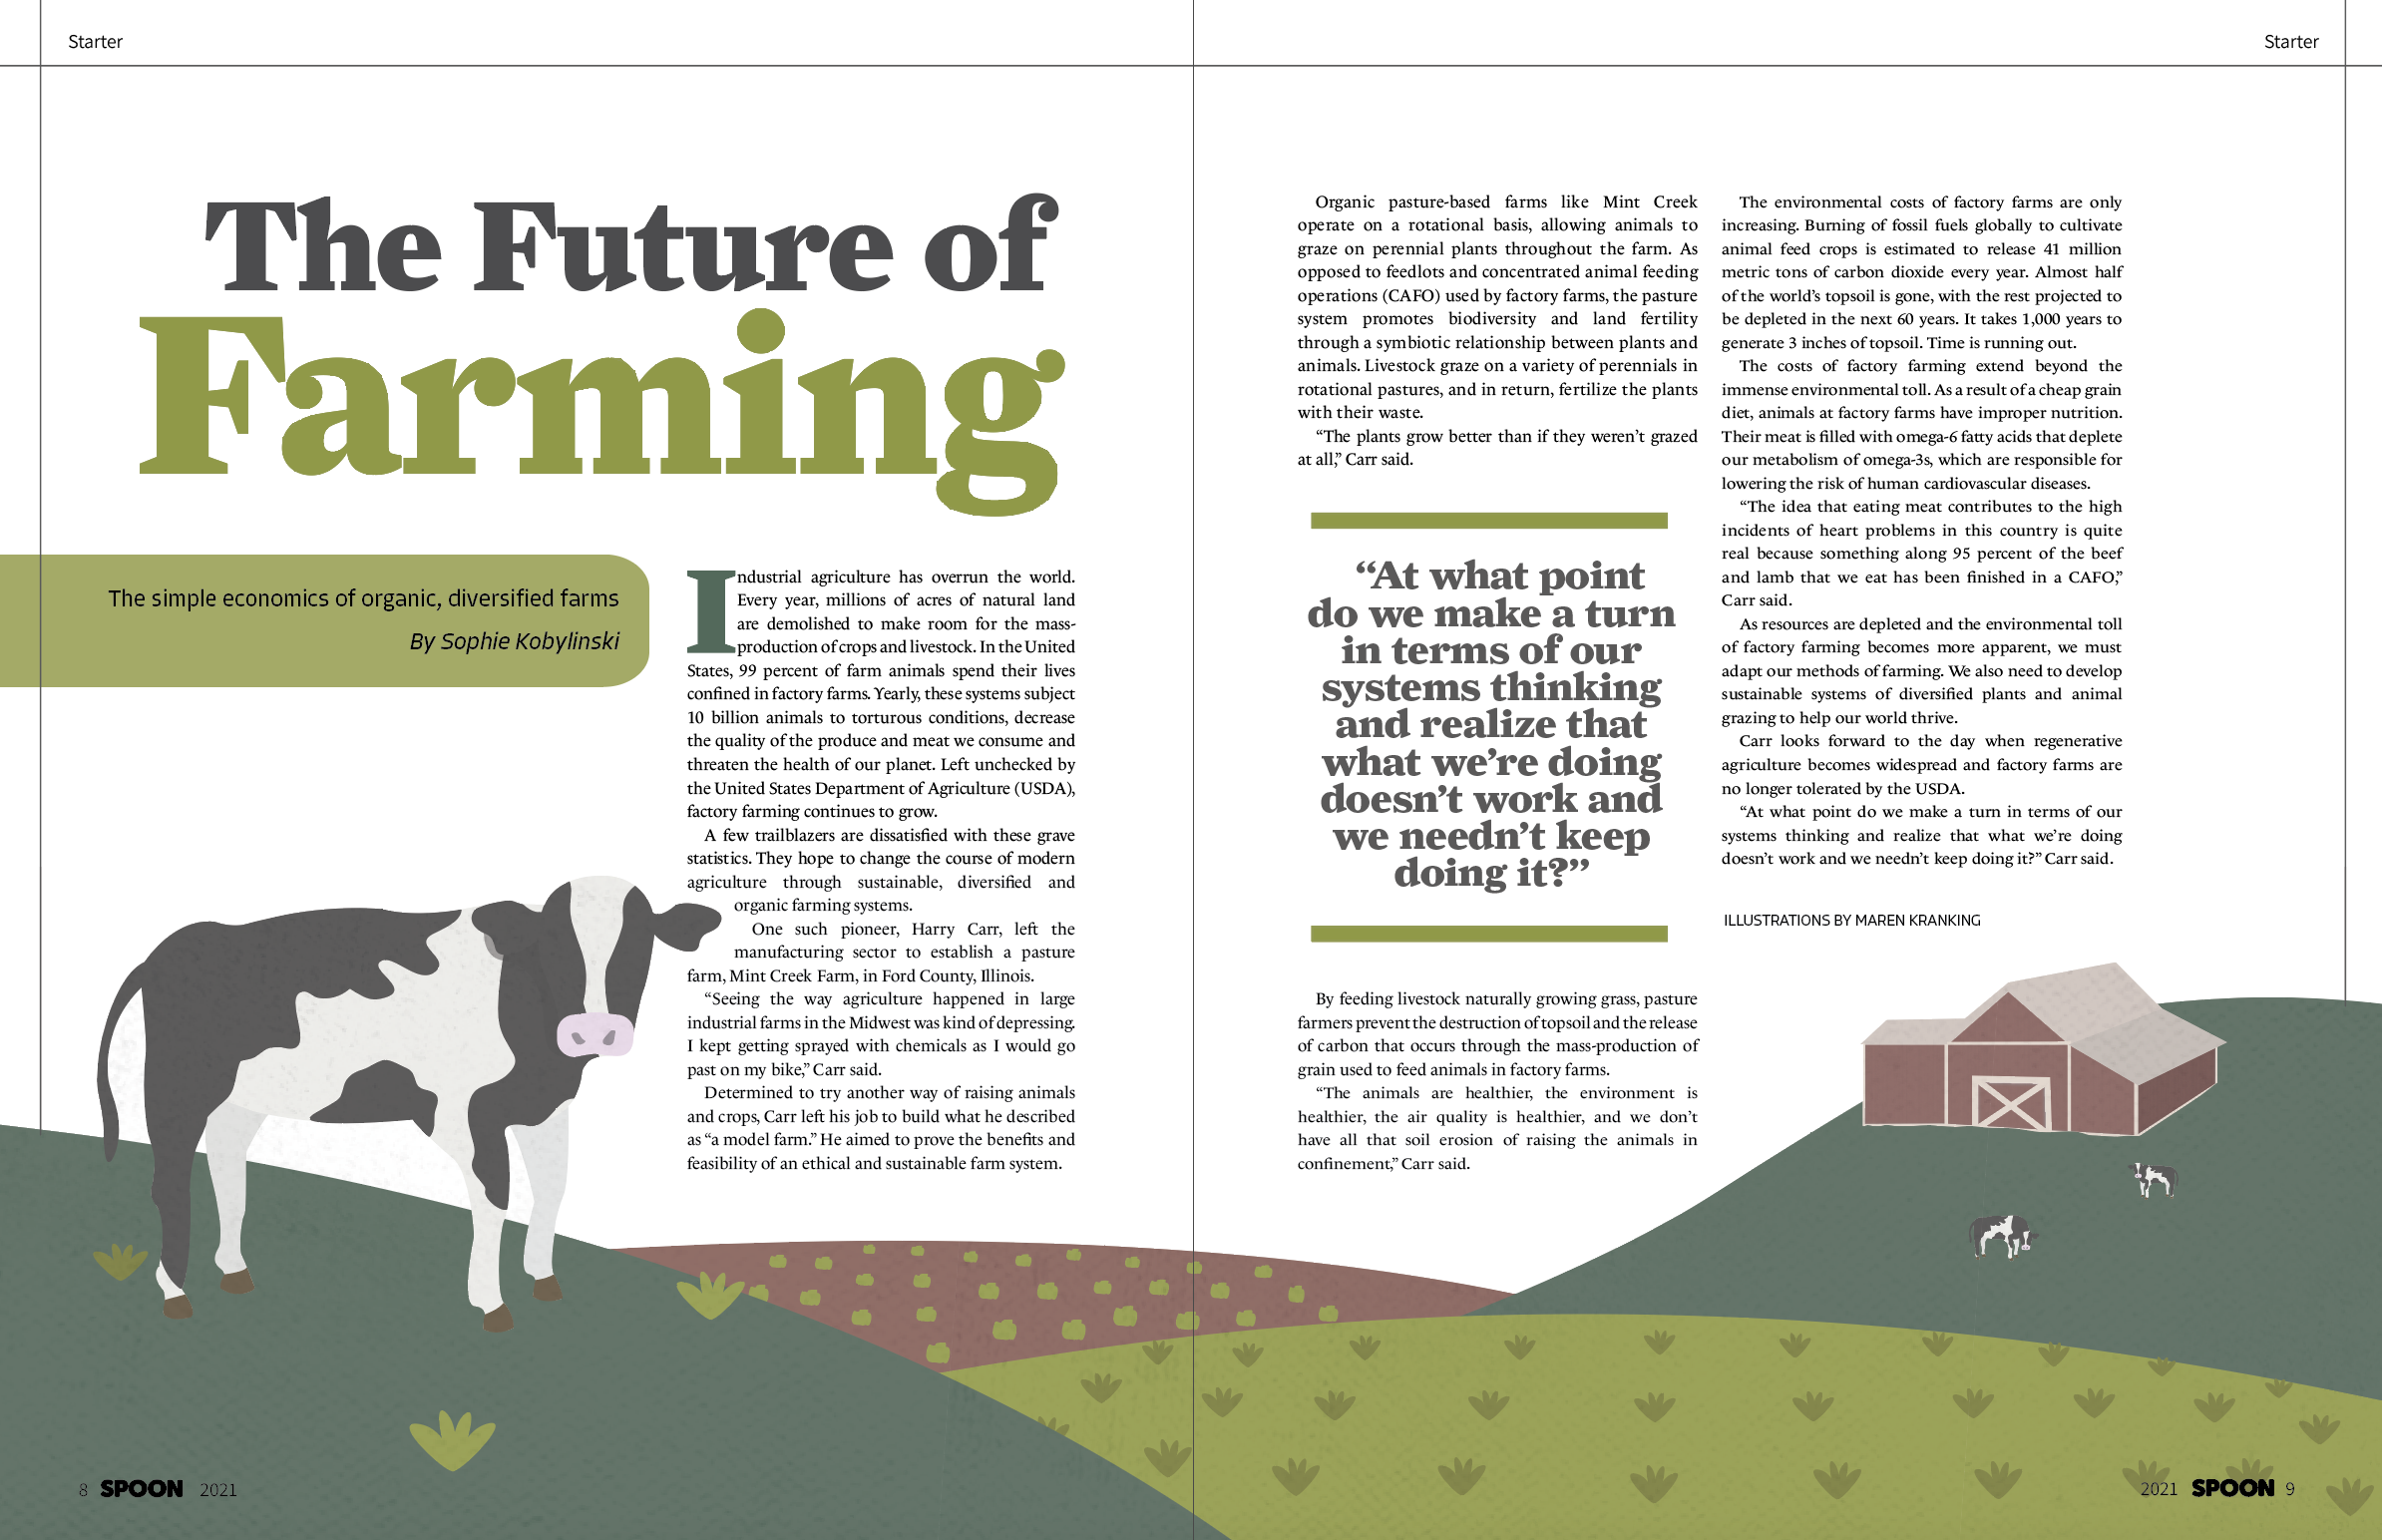 Starter
Starter
The Future of
Farming
The simple economics of organic, diversified farms
By Sophie Kobylinski
Industrial agriculture has overrun the world.
Every year, millions of acres of natural land
are demolished to make room for the mass-
production of crops and livestock. In the United
States, 99 percent of farm animals spend their lives
confined in factory farms. Yearly, these systems subject
10 billion animals to torturous conditions, decrease
the quality of the produce and meat we consume and
threaten the health of our planet. Left unchecked by
the United States Department of Agriculture (USDA),
factory farming continues to grow.
A few trailblazers are dissatisfied with these grave
statistics. They hope to change the course of modern
agriculture through sustainable, diversified and
organic farming systems.
One such pioneer, Harry Carr, left the
manufacturing sector to establish a pasture
farm, Mint Creek Farm, in Ford County, Illinois.
“Seeing the way agriculture happened in large
industrial farms in the Midwest was kind of depressing.
I kept getting sprayed with chemicals as I would go
past on my bike,” Carr said.
Determined to try another way of raising animals
and crops, Carr left his job to build what he described
as “a model farm.” He aimed to prove the benefits and
feasibility of an ethical and sustainable farm system.
Organic pasture-based farms like Mint Creek
operate on a rotational basis, allowing animals to
graze on perennial plants throughout the farm. As
opposed to feedlots and concentrated animal feeding
operations (CAFO) used by factory farms, the pasture
system promotes biodiversity and land fertility
through a symbiotic relationship between plants and
animals. Livestock graze on a variety of perennials in
rotational pastures, and in return, fertilize the plants
with their waste.
“The plants grow better than if they weren’t grazed
at all,” Carr said.
“At what point
do we make a turn
in terms of our
systems thinking
and realize that
what we’re doing
doesn’t work and
we needn’t keep
doing it?”
By feeding livestock naturally growing grass, pasture
farmers prevent the destruction of topsoil and the release
of carbon that occurs through the mass-production of
grain used to feed animals in factory farms.
“The animals are healthier, the environment is
healthier, the air quality is healthier, and we don’t
have all that soil erosion of raising the animals in
confinement,” Carr said.
The environmental costs of factory farms are only
increasing. Burning of fossil fuels globally to cultivate
animal feed crops is estimated to release 41 million
metric tons of carbon dioxide every year. Almost half
of the world’s topsoil is gone, with the rest projected to
be depleted in the next 60 years. It takes 1,000 years to
generate 3 inches of topsoil. Time is running out.
The costs of factory farming extend beyond the
immense environmental toll. As a result of a cheap grain
diet, animals at factory farms have improper nutrition.
Their meat is filled with omega-6 fatty acids that deplete
our metabolism of omega-3s, which are responsible for
lowering the risk of human cardiovascular diseases.
“The idea that eating meat contributes to the high
incidents of heart problems in this country is quite
real because something along 95 percent of the beef
and lamb that we eat has been finished in a CAFO,”
Carr said.
As resources are depleted and the environmental toll
of factory farming becomes more apparent, we must
adapt our methods of farming. We also need to develop
sustainable systems of diversified plants and animal
grazing to help our world thrive.
Carr looks forward to the day when regenerative
agriculture becomes widespread and factory farms are
no longer tolerated by the USDA.
“At what point do we make a turn in terms of our
systems thinking and realize that what we’re doing
doesn’t work and we needn’t keep doing it?” Carr said.
ILLUSTRATIONS BY MAREN KRANKING
8 SPOON 2021
2021 SPOON 9